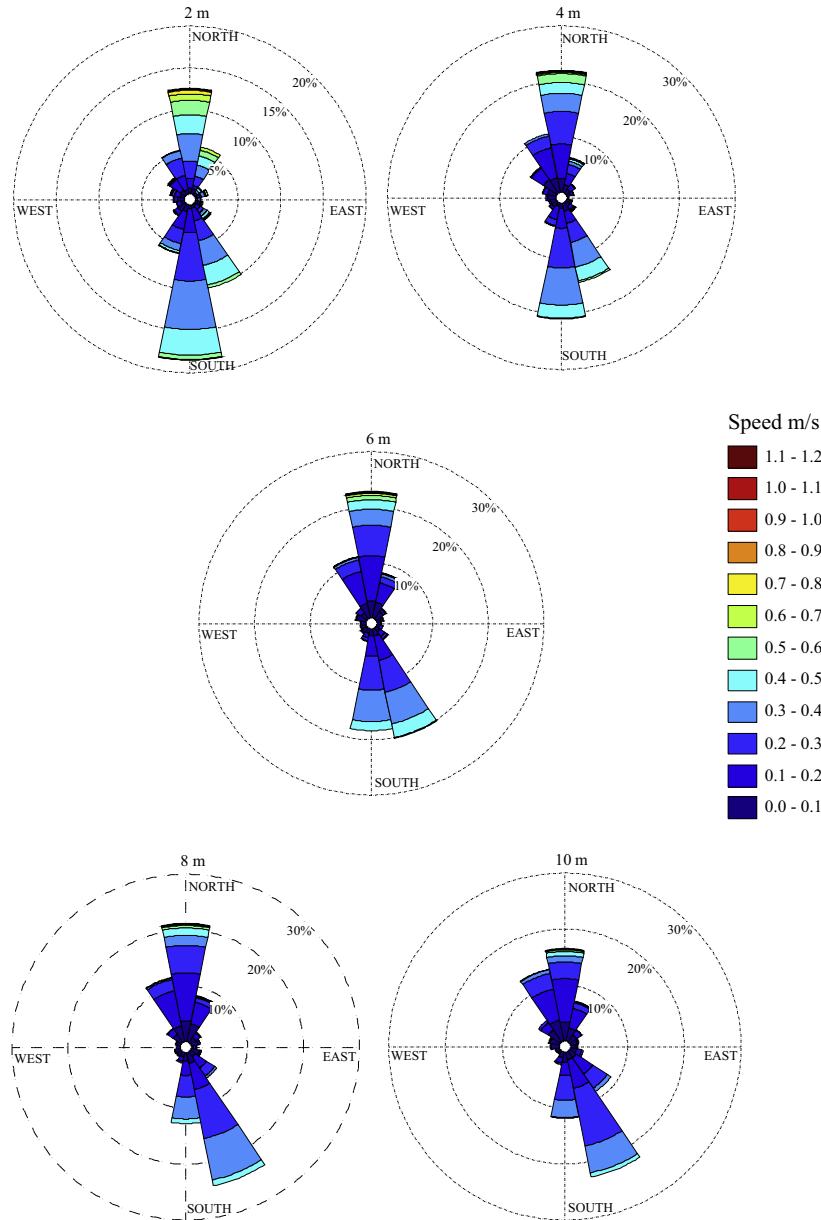 2 m
NORTH
20%
15%
10%
5%
WEST
EAST
SOUTH
4 m
NORTH
30%
20%
10%
WEST
EAST
SOUTH
6 m
NORTH
30%
20%
10%
WEST
EAST
SOUTH
Speed m/s
1.1 - 1.2
1.0 - 1.1
0.9 - 1.0
0.8 - 0.9
0.7 - 0.8
0.6 - 0.7
0.5 - 0.6
0.4 - 0.5
0.3 - 0.4
0.2 - 0.3
0.1 - 0.2
0.0 - 0.1
8 m
NORTH
30%
20%
10%
WEST
EAST
SOUTH
10 m
NORTH
30%
20%
10%
WEST
EAST
SOUTH